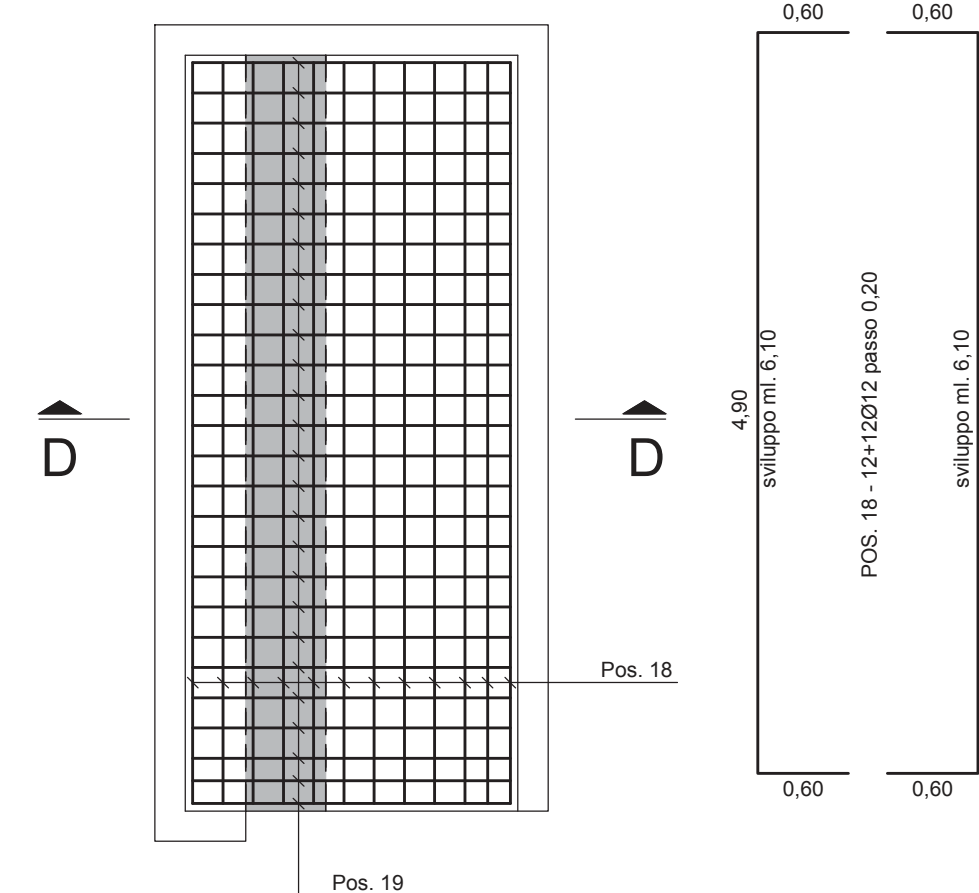 0,60
0,60
4,90
sviluppo ml. 6,10
POS. 18 - 12+12Ø12 passo 0,20
sviluppo ml. 6,10
D
D
Pos. 18
0,60
0,60
Pos. 19